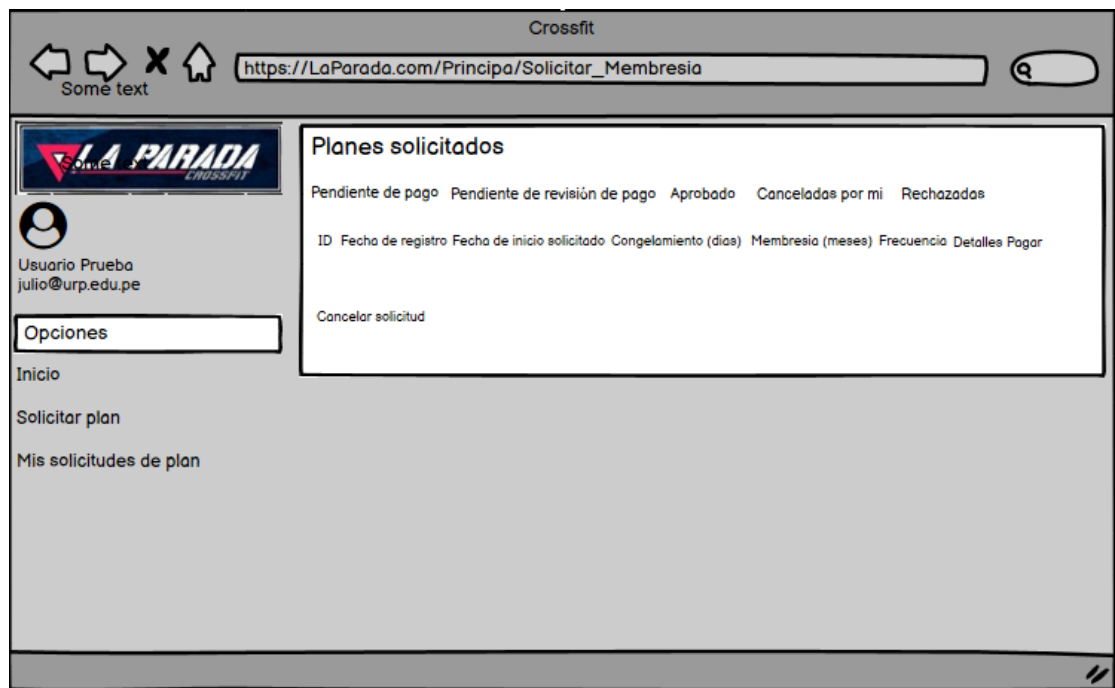 Crossfit
https://LaParada.com/Principa/Solicitar_Membresia
Some text
LA PARADA
CROSSFIT
Some text
Usuario Prueba
julio@urp.edu.pe
Opciones
Inicio
Solicitar plan
Mis solicitudes de plan
Planes solicitados
Pendiente de pago Pendiente de revisión de pago Aprobado Canceladas por mi Rechazadas
ID Fecha de registro Fecha de inicio solicitado Congelamiento (dias) Membresia (meses) Frecuencia Detalles Pagar
Cancelar solicitud